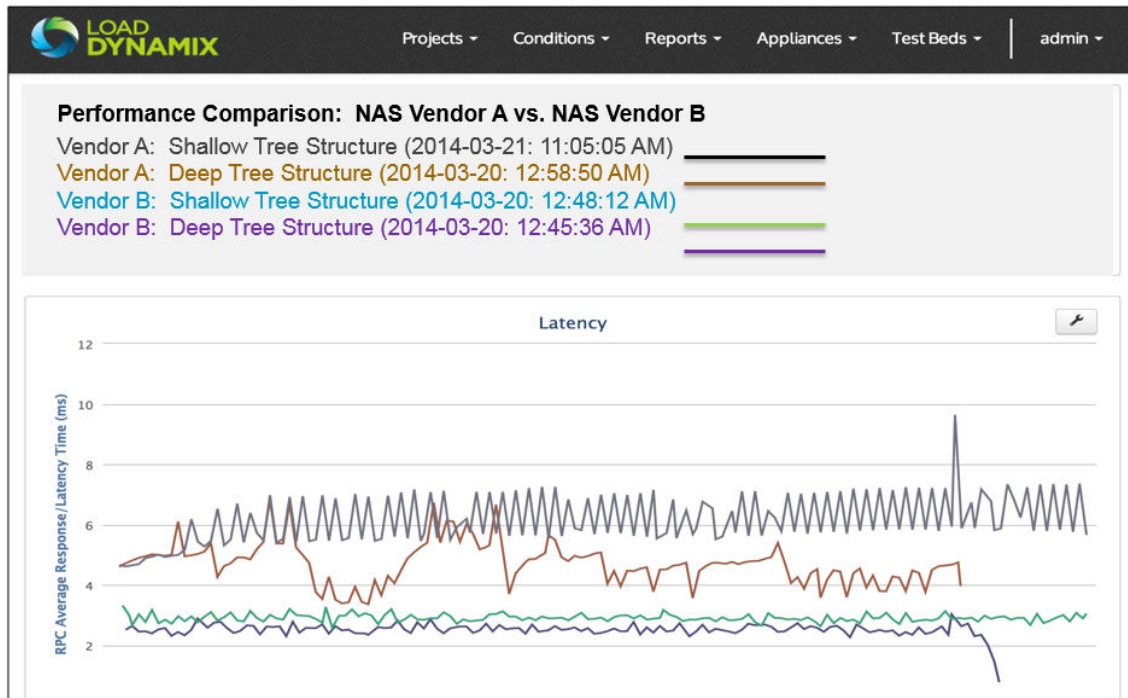 LOAD
DYNAMIX
Projects Conditions Reports Appliances Test Beds admin
Performance Comparison: NAS Vendor A vs. NAS Vendor B
Vendor A: Shallow Tree Structure (2014-03-21: 11:05:05 AM)
Vendor A: Deep Tree Structure (2014-03-20: 12:58:50 AM)
Vendor B: Shallow Tree Structure (2014-03-20: 12:48:12 AM)
Vendor B: Deep Tree Structure (2014-03-20: 12:45:36 AM)
Latency
RPC Average Response/Latency Time (ms)
12
10
8
6
4
2